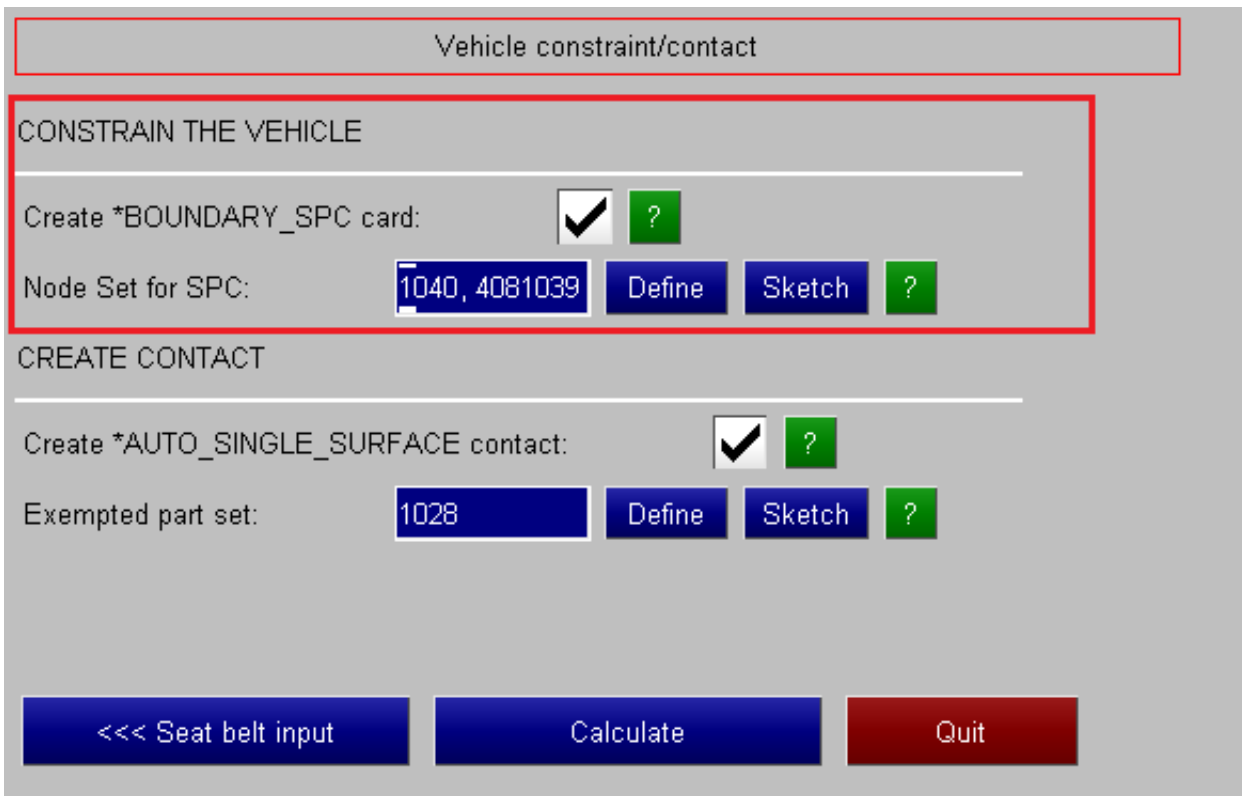 Vehicle constraint/contact
CONSTRAIN THE VEHICLE
Create *BOUNDARY_SPC card: ?
Node Set for SPC: 1040, 4081039 Define Sketch ?
CREATE CONTACT
Create *AUTO_SINGLE_SURFACE contact: ?
Exempted part set: 1028 Define Sketch ?
<<< Seat belt input Calculate Quit